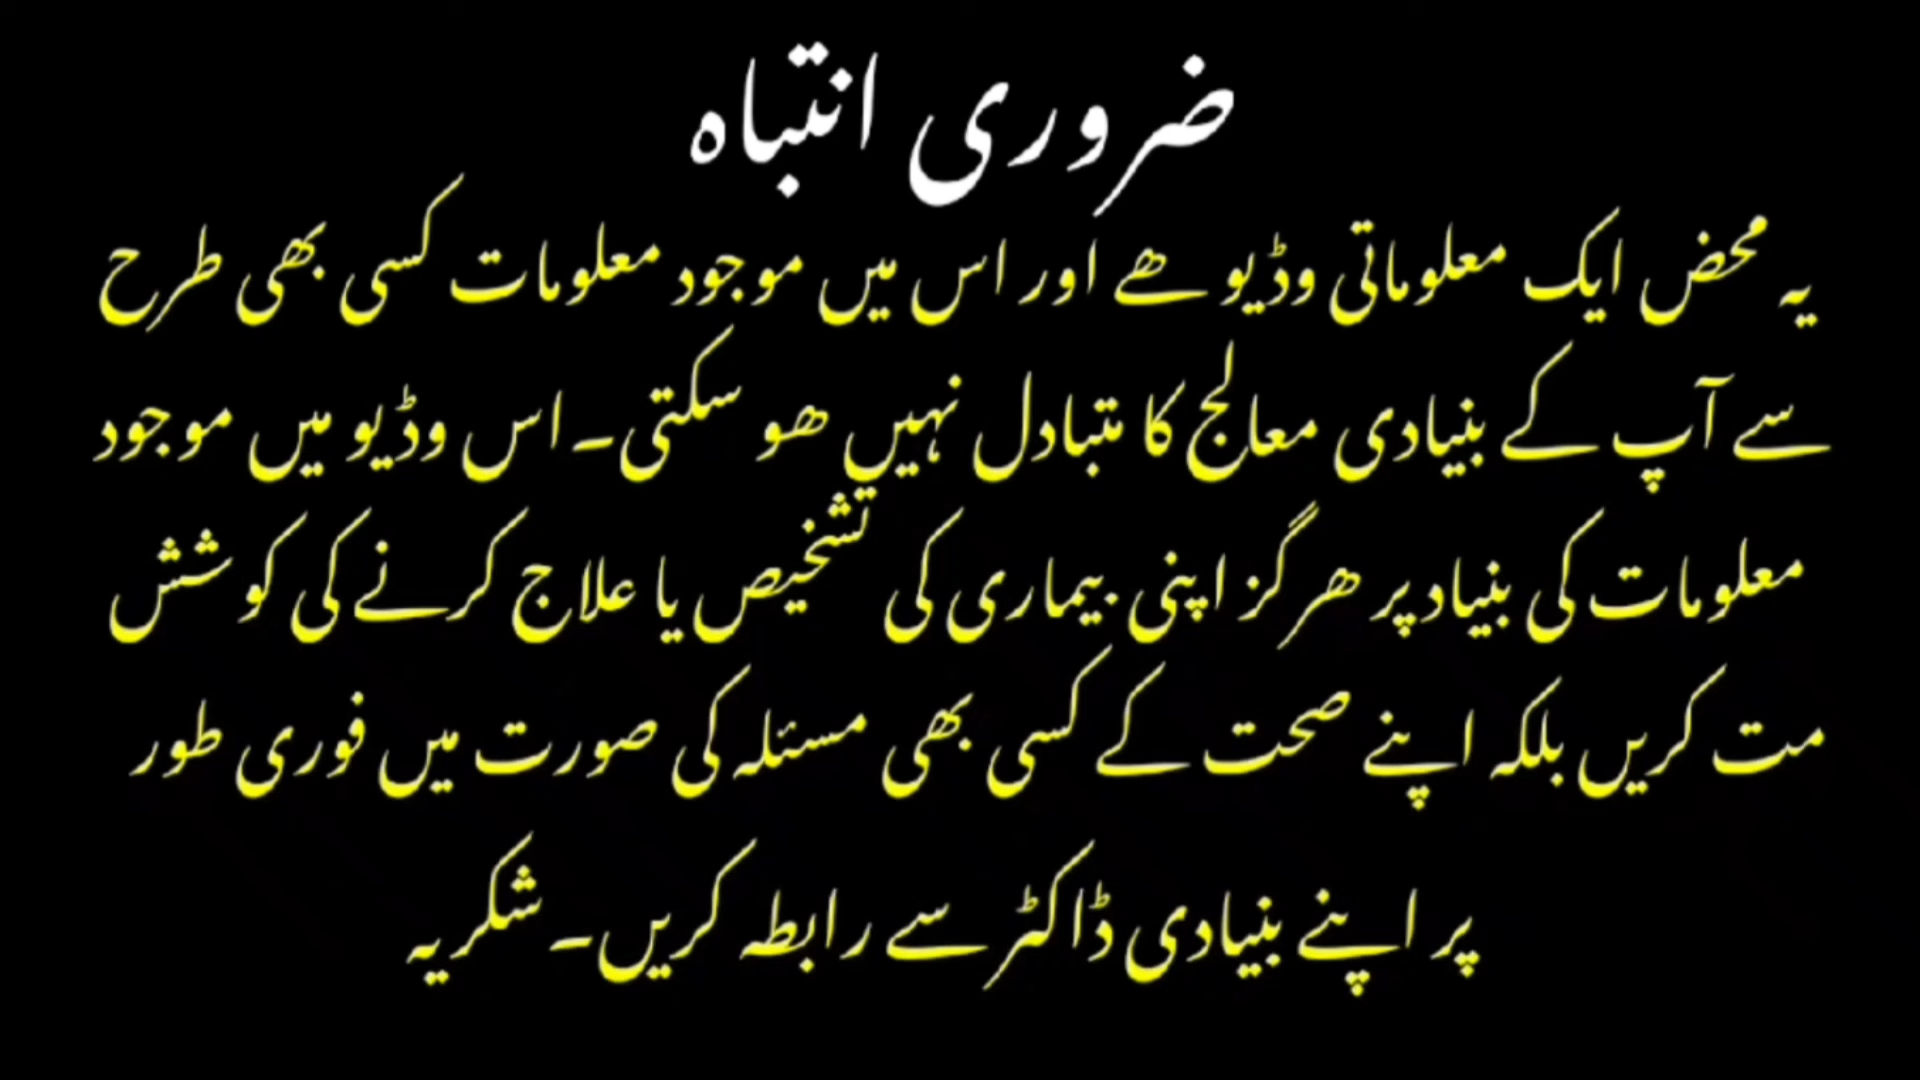 ضروری انتباہ
یہ محض ایک معلوماتی وڈیو ھے اور اس میں موجود معلومات کسی بھی طرح
سے آپ کے بنیادی معالج کا متبادل نہیں ھو سکتی۔ اس وڈیو میں موجود
معلومات کی بنیاد پر ھرگز اپنی بیماری کی تشخیص یا علاج کرنے کی کوشش
مت کریں بلکہ اپنے صحت کے کسی بھی مسئلہ کی صورت میں فوری طور
پر اپنے بنیادی ڈاکٹر سے رابطہ کریں۔ شکریہ